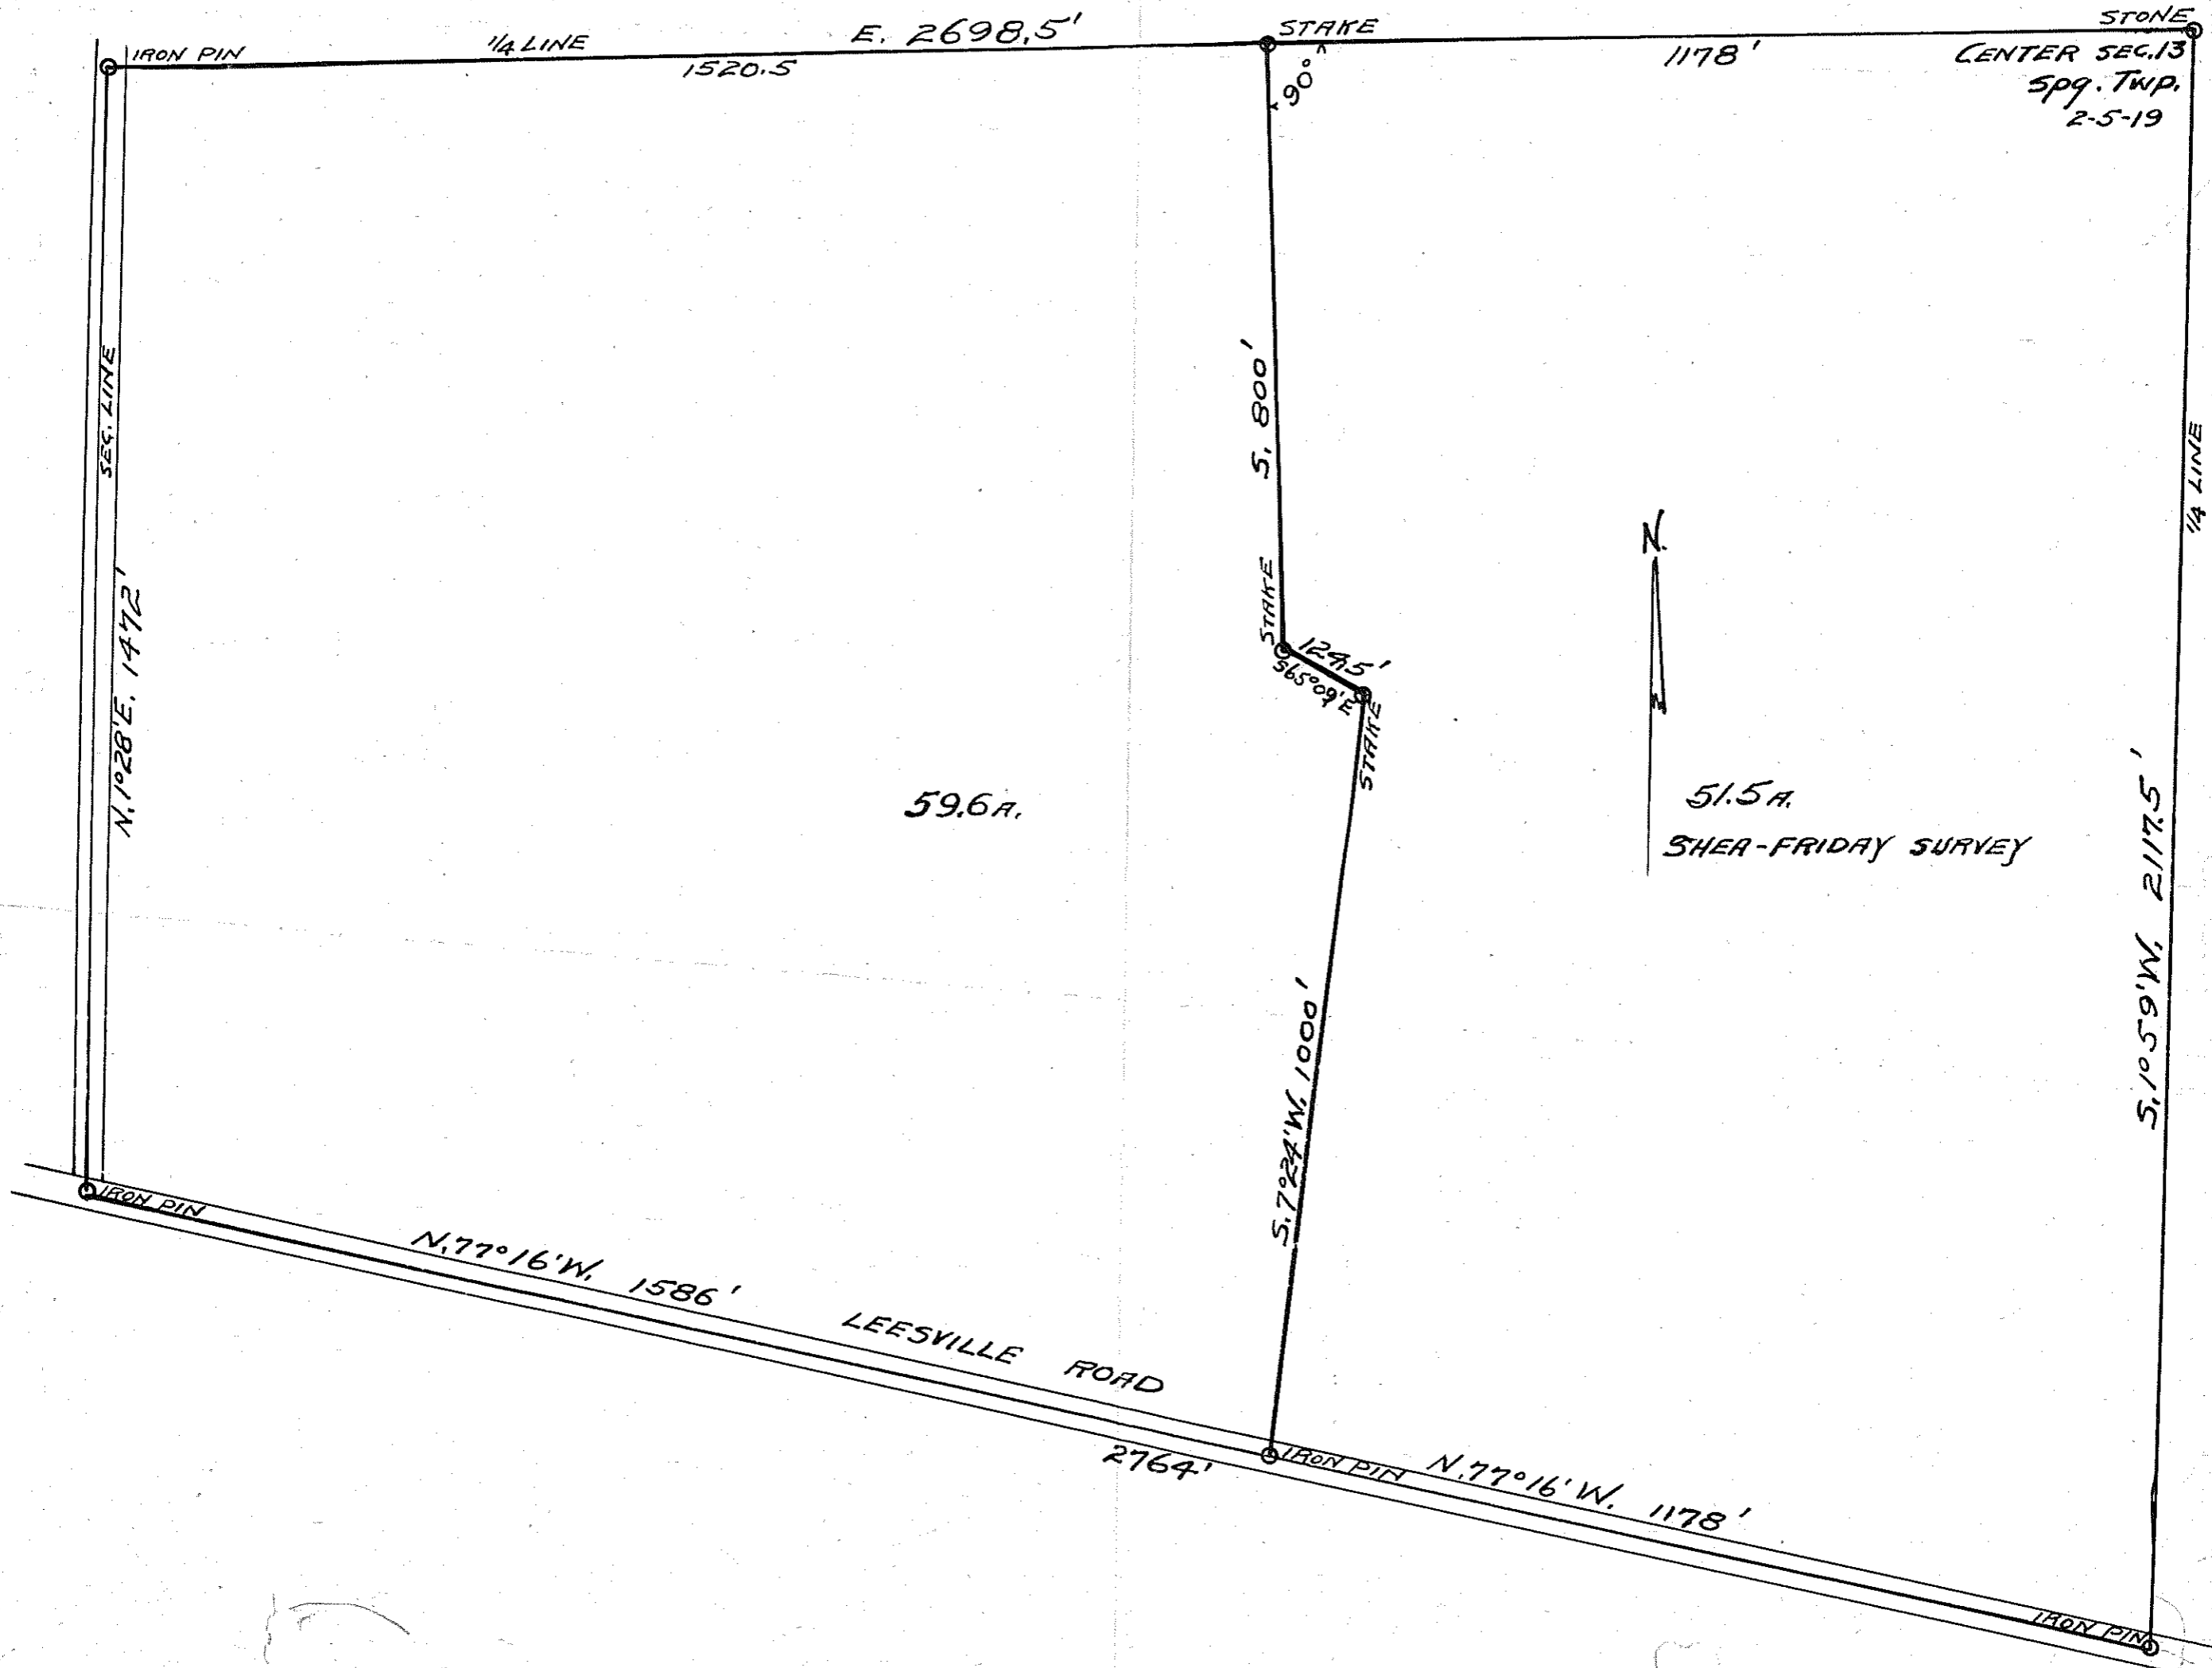 E. 2698.5'
STAKE
STONE
IRON PIN
1/4 LINE
1520.5
90°
1178'
CENTER SEC. 13
Spg. Twp.
2-5-19
SEC. LINE
S. 800'
1/4 LINE
N.
STAKE
124.5'
S65°09'E
STAKE
N. 1°28'E. 1472'
59.6 A.
51.5 A.
SHEA-FRIDAY SURVEY
S. 1°59'W. 2117.5'
S. 7°24'W. 1000'
IRON PIN
N. 77°16'W. 1586'
LEESVILLE ROAD
2764'
IRON PIN
N. 77°16'W. 1178'
IRON PIN